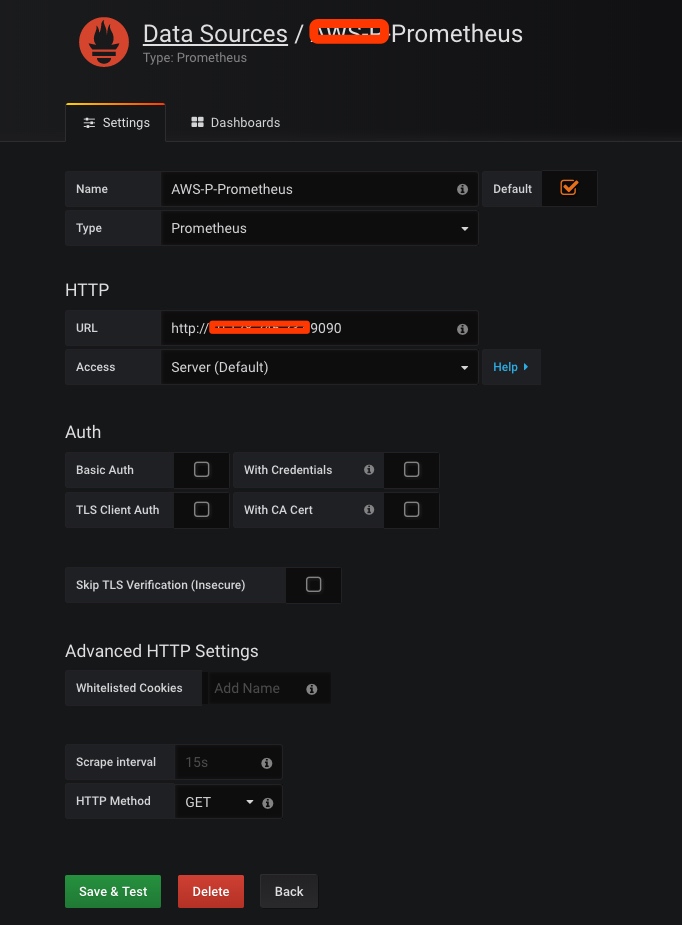 Data Sources / -Prometheus
Type: Prometheus
Settings Dashboards
Name AWS-P-Prometheus Default
Type Prometheus
HTTP
URL http:// 9090
Access Server (Default) Help
Auth
Basic Auth With Credentials
TLS Client Auth With CA Cert
Skip TLS Verification (Insecure)
Advanced HTTP Settings
Whitelisted Cookies Add Name
Scrape interval 15s
HTTP Method GET
Save & Test Delete Back